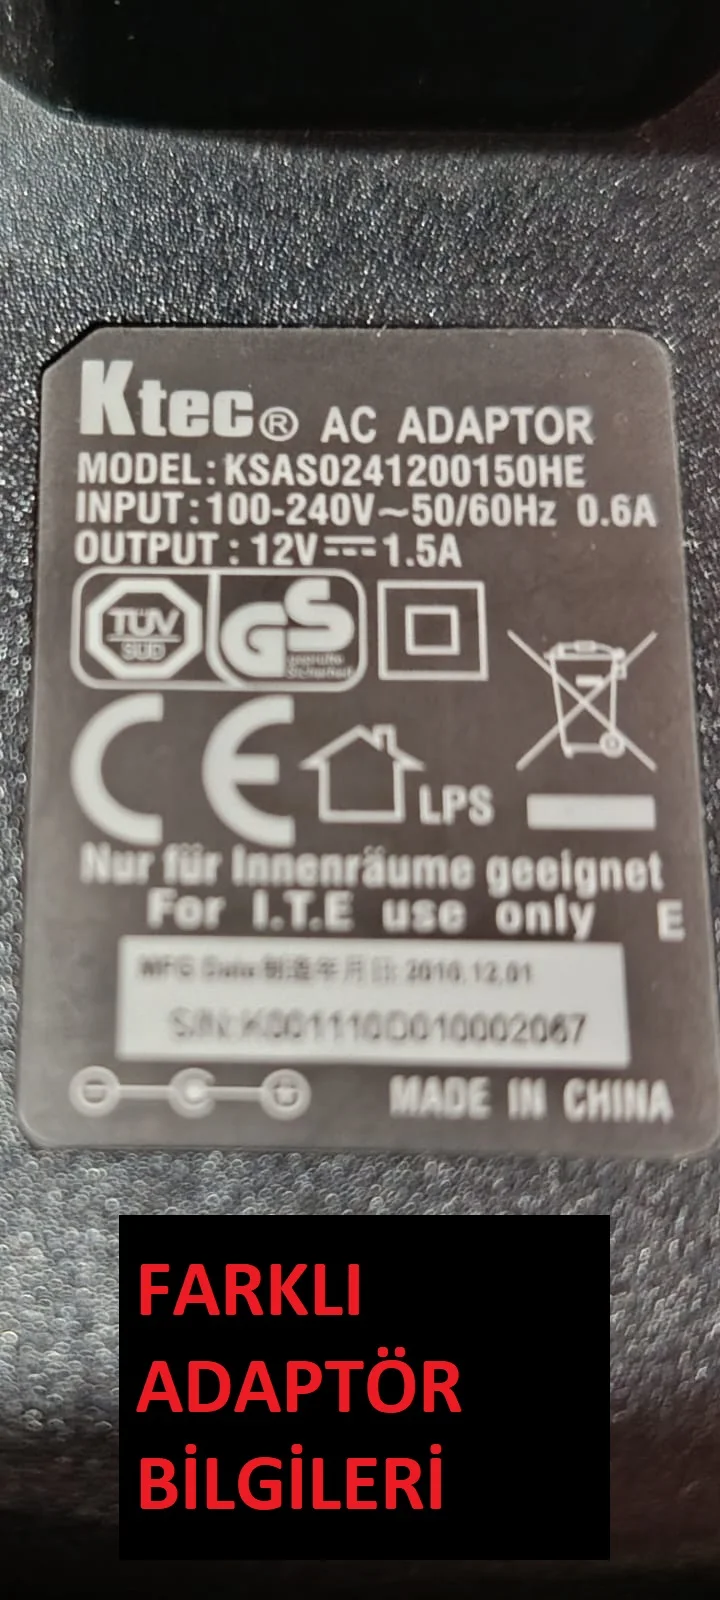 Ktec® AC ADAPTOR
MODEL: KSAS0241200150HE
INPUT: 100-240V~50/60Hz 0.6A
OUTPUT: 12V⎓1.5A
TÜV
SÜD
GS
geprüfte
Sicherheit
CE
LPS
Nur für Innenräume geeignet
For I.T.E use only E
MFG Date 制造年月日: 2010.12.01
S/N: K001110D010002067
MADE IN CHINA
FARKLI
ADAPTÖR
BİLGİLERİ